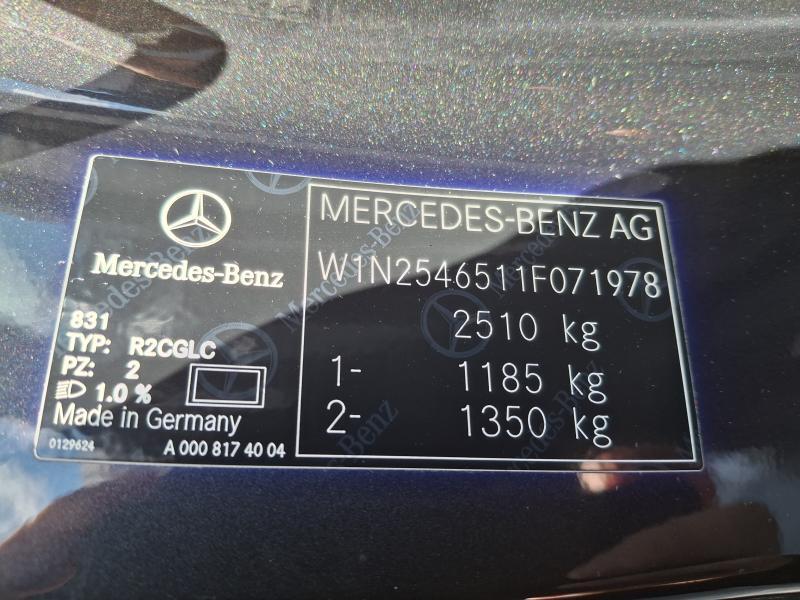 Mercedes-Benz
831
TYP: R2CGLC
PZ: 2
1.0 %
Made in Germany
0129624 A 000 817 40 04
MERCEDES-BENZ AG
W1N2546511F071978
2510 kg
1- 1185 kg
2- 1350 kg